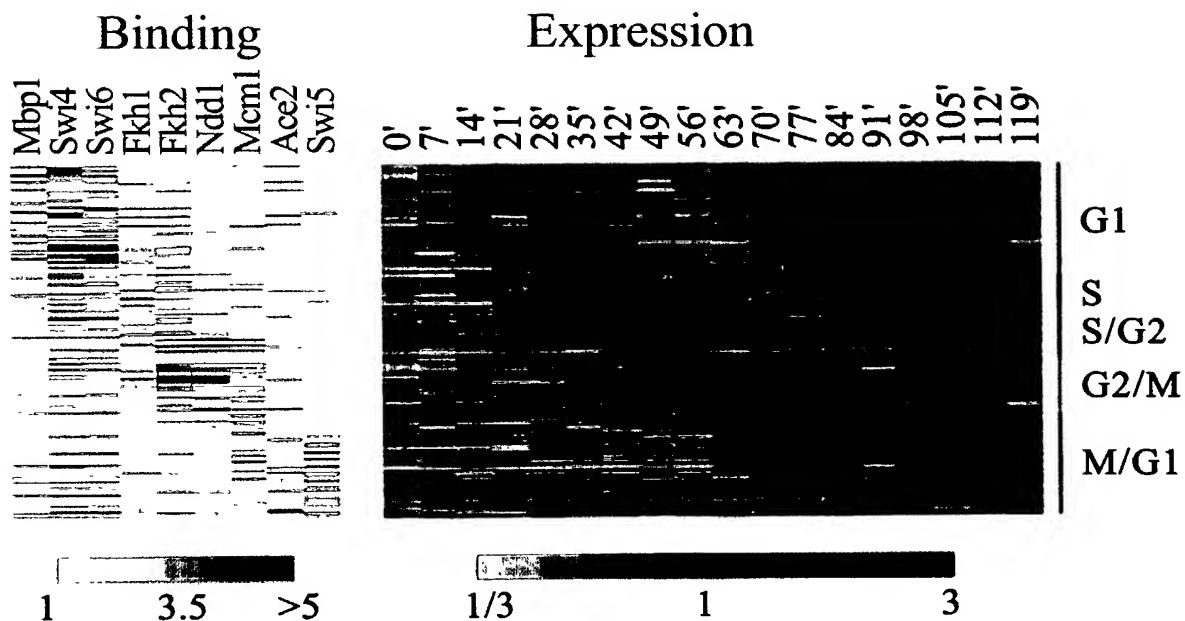 Binding Expression
Mbp1 Swi4 Swi6 Fkh1 Fkh2 Ndd1 Mcm1 Ace2 Swi5
0' 7' 14' 21' 28' 35' 42' 49' 56' 63' 70' 77' 84' 91' 98' 105' 112' 119'
G1
S
S/G2
G2/M
M/G1
1 3.5 >5 1/3 1 3